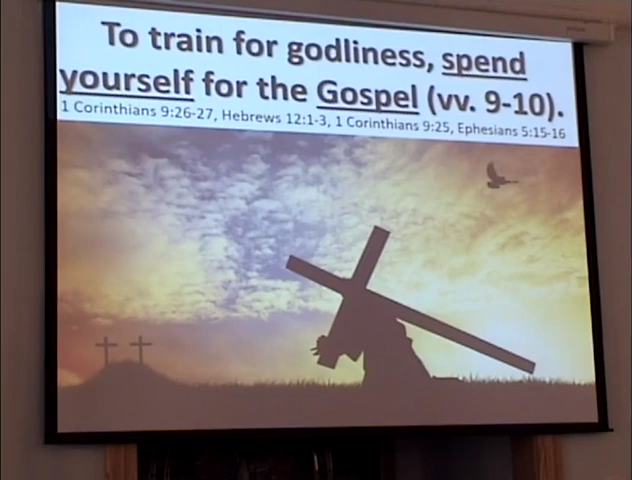 To train for godliness, spend
yourself for the Gospel (vv. 9-10).
1 Corinthians 9:26-27, Hebrews 12:1-3, 1 Corinthians 9:25, Ephesians 5:15-16